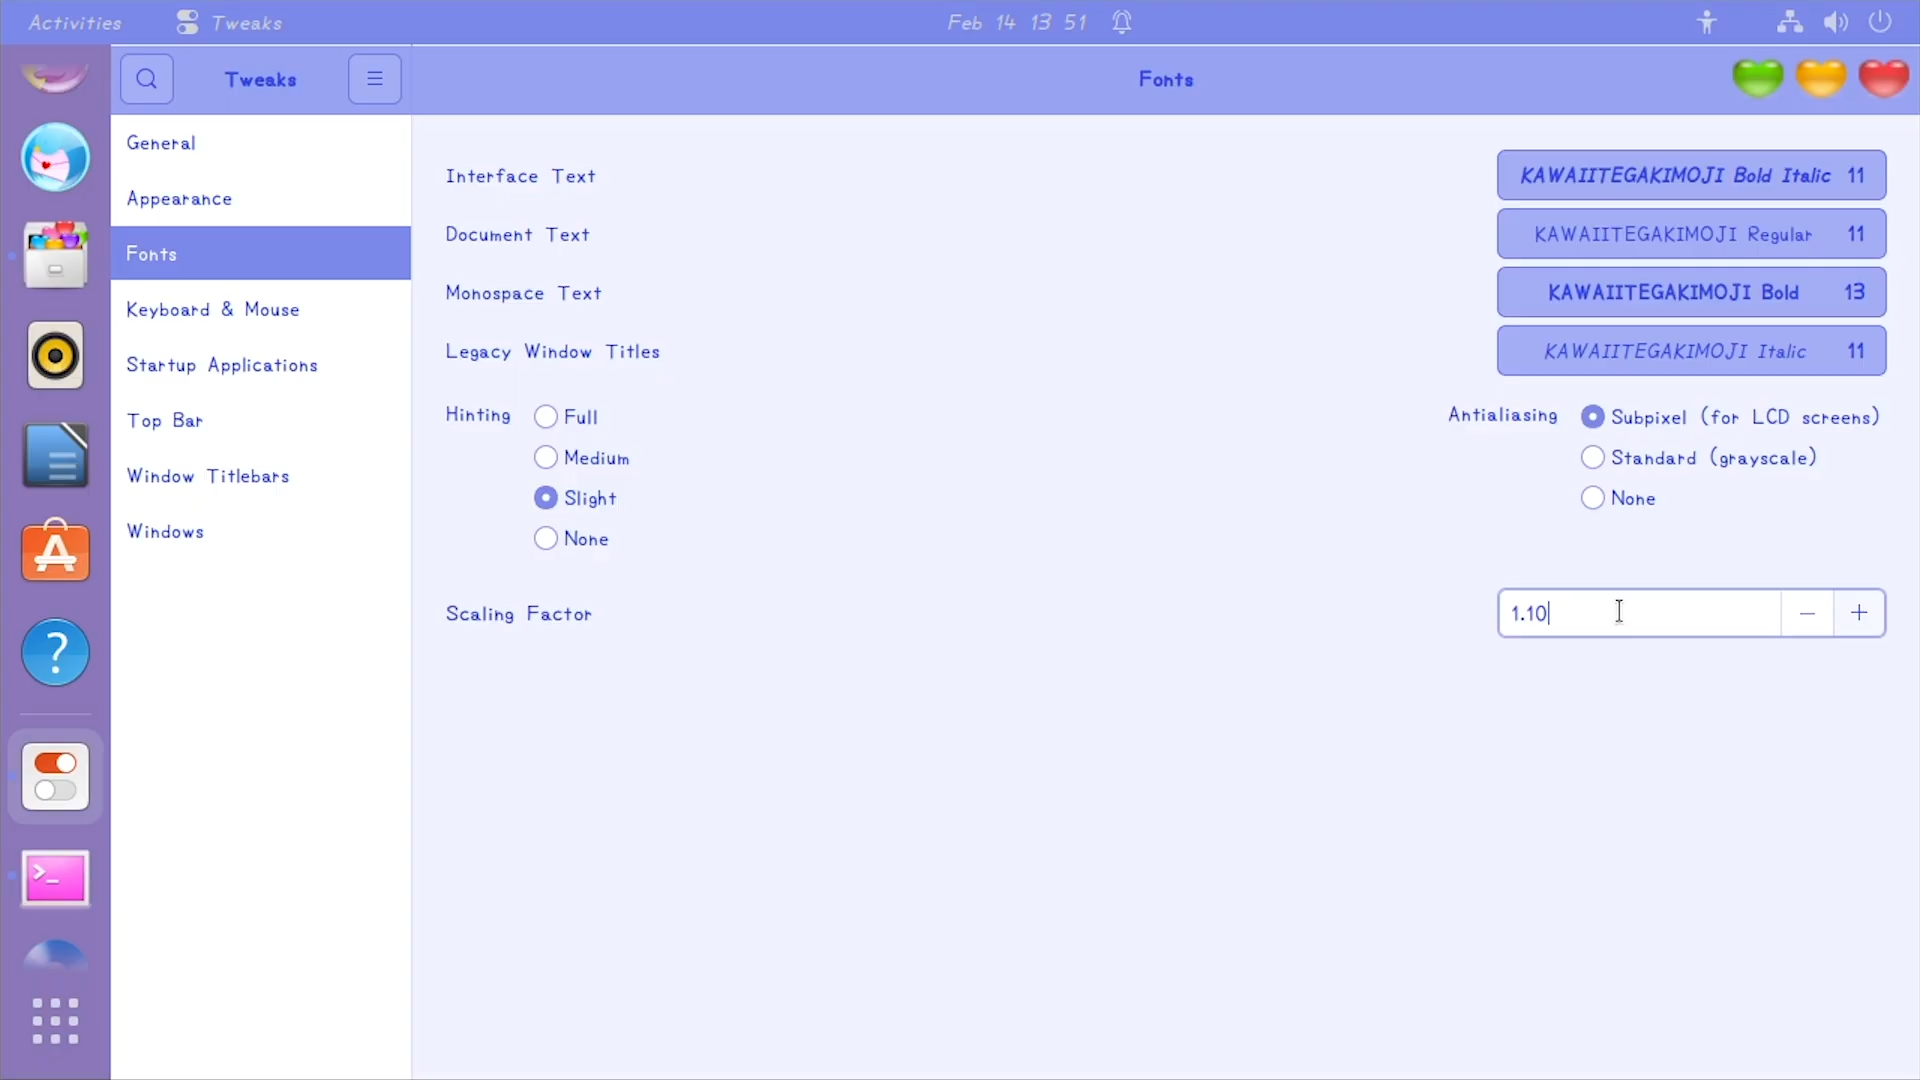 Activities Tweaks Feb 14 13 51
Tweaks Fonts
General
Appearance
Fonts
Keyboard & Mouse
Startup Applications
Top Bar
Window Titlebars
Windows
Interface Text KAWAIITEGAKIMOJI Bold Italic 11
Document Text KAWAIITEGAKIMOJI Regular 11
Monospace Text KAWAIITEGAKIMOJI Bold 13
Legacy Window Titles KAWAIITEGAKIMOJI Italic 11
Hinting Full
Medium
Slight
None
Antialiasing Subpixel (for LCD screens)
Standard (grayscale)
None
Scaling Factor 1.10